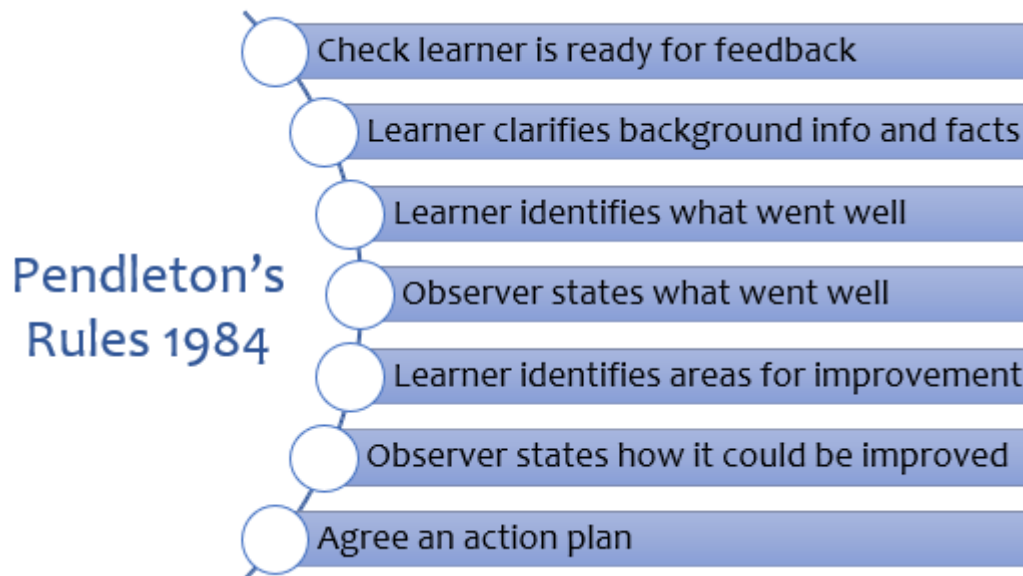 Check learner is ready for feedback
Learner clarifies background info and facts
Learner identifies what went well
Pendleton’s
Rules 1984
Observer states what went well
Learner identifies areas for improvement
Observer states how it could be improved
Agree an action plan